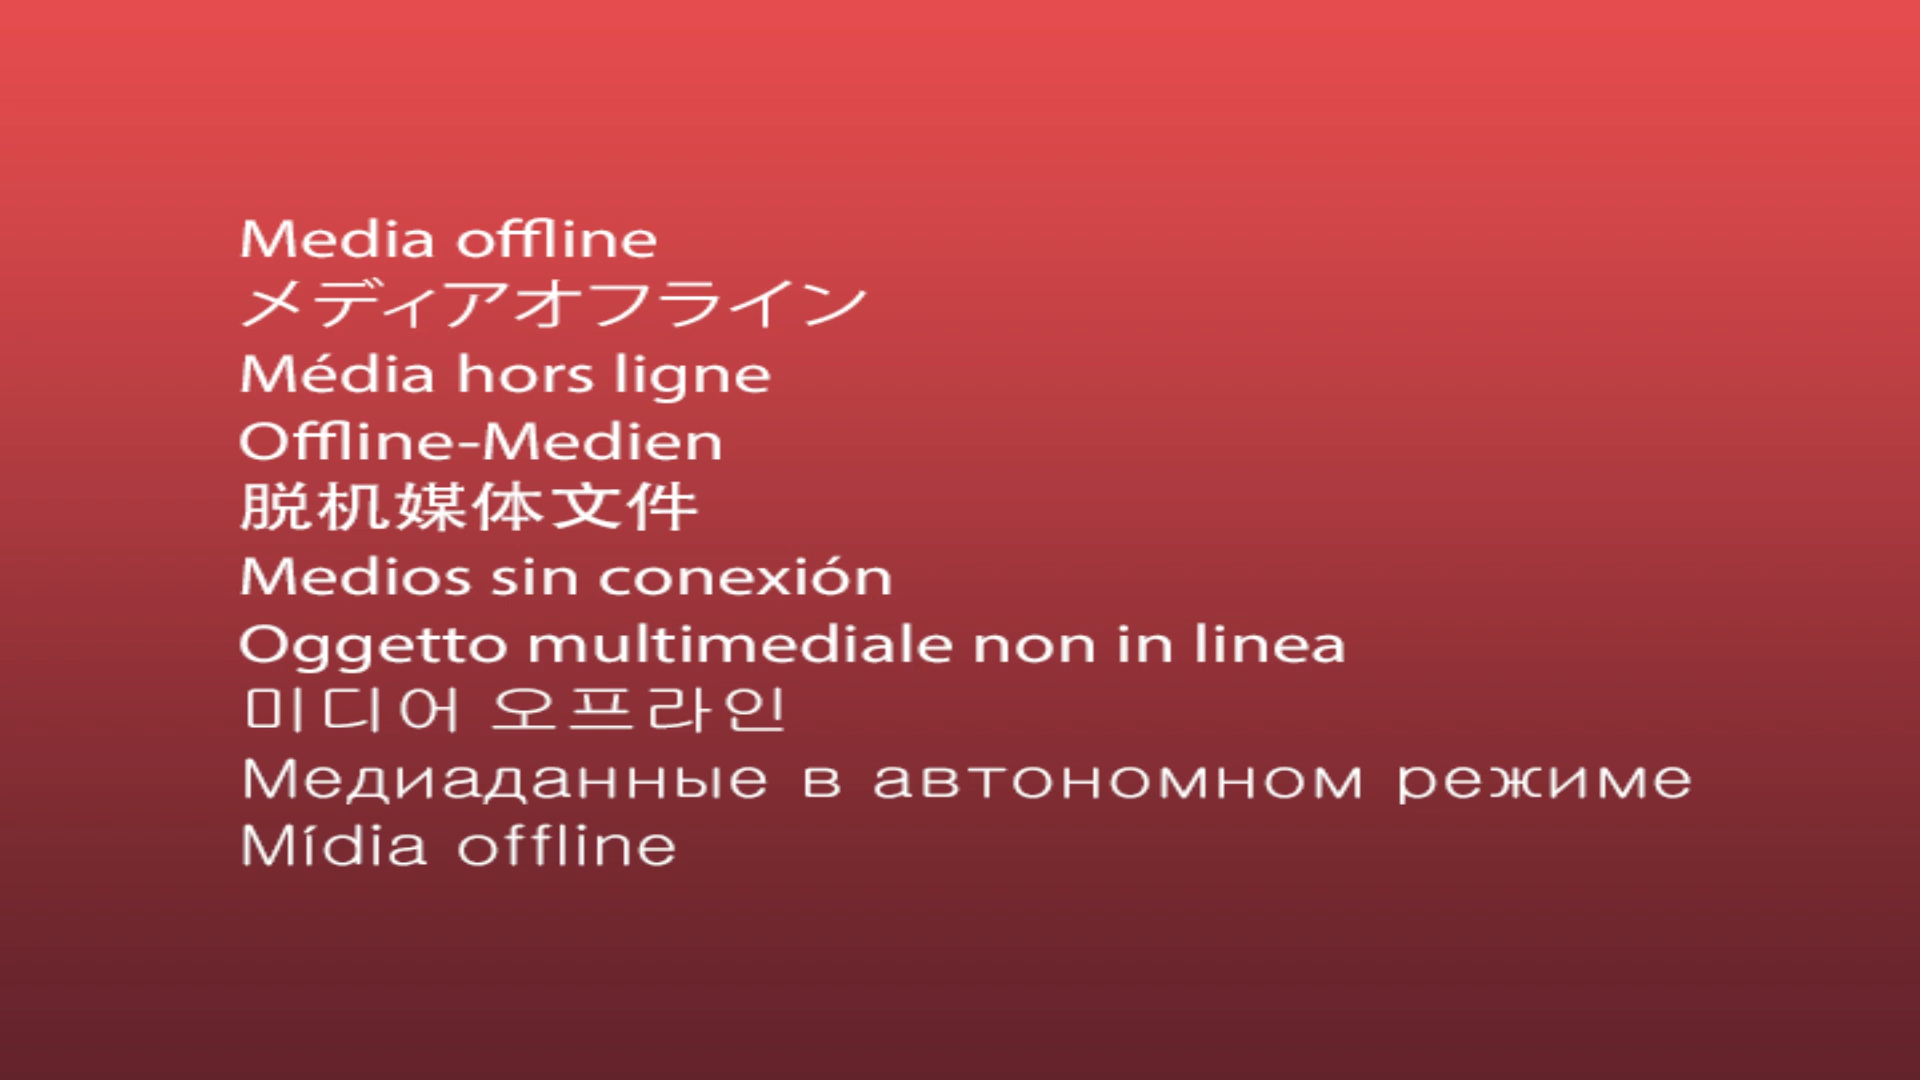 Media offline
メディアオフライン
Média hors ligne
Offline-Medien
脱机媒体文件
Medios sin conexión
Oggetto multimediale non in linea
미디어 오프라인
Медиаданные в автономном режиме
Mídia offline